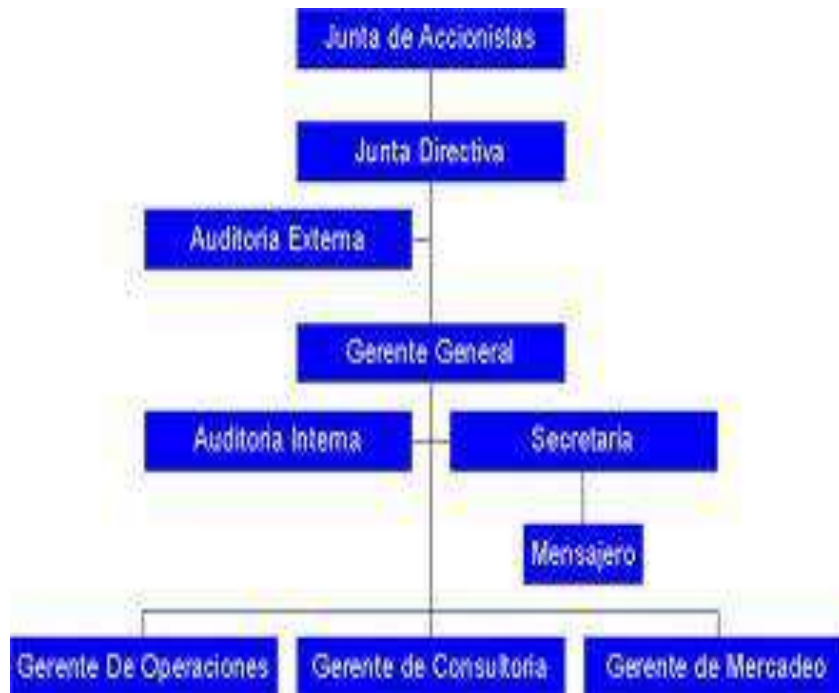 Junta de Accionistas
Junta Directiva
Auditoria Externa
Gerente General
Auditoria Interna
Secretaria
Mensajero
Gerente De Operaciones
Gerente de Consultoria
Gerente de Mercadeo